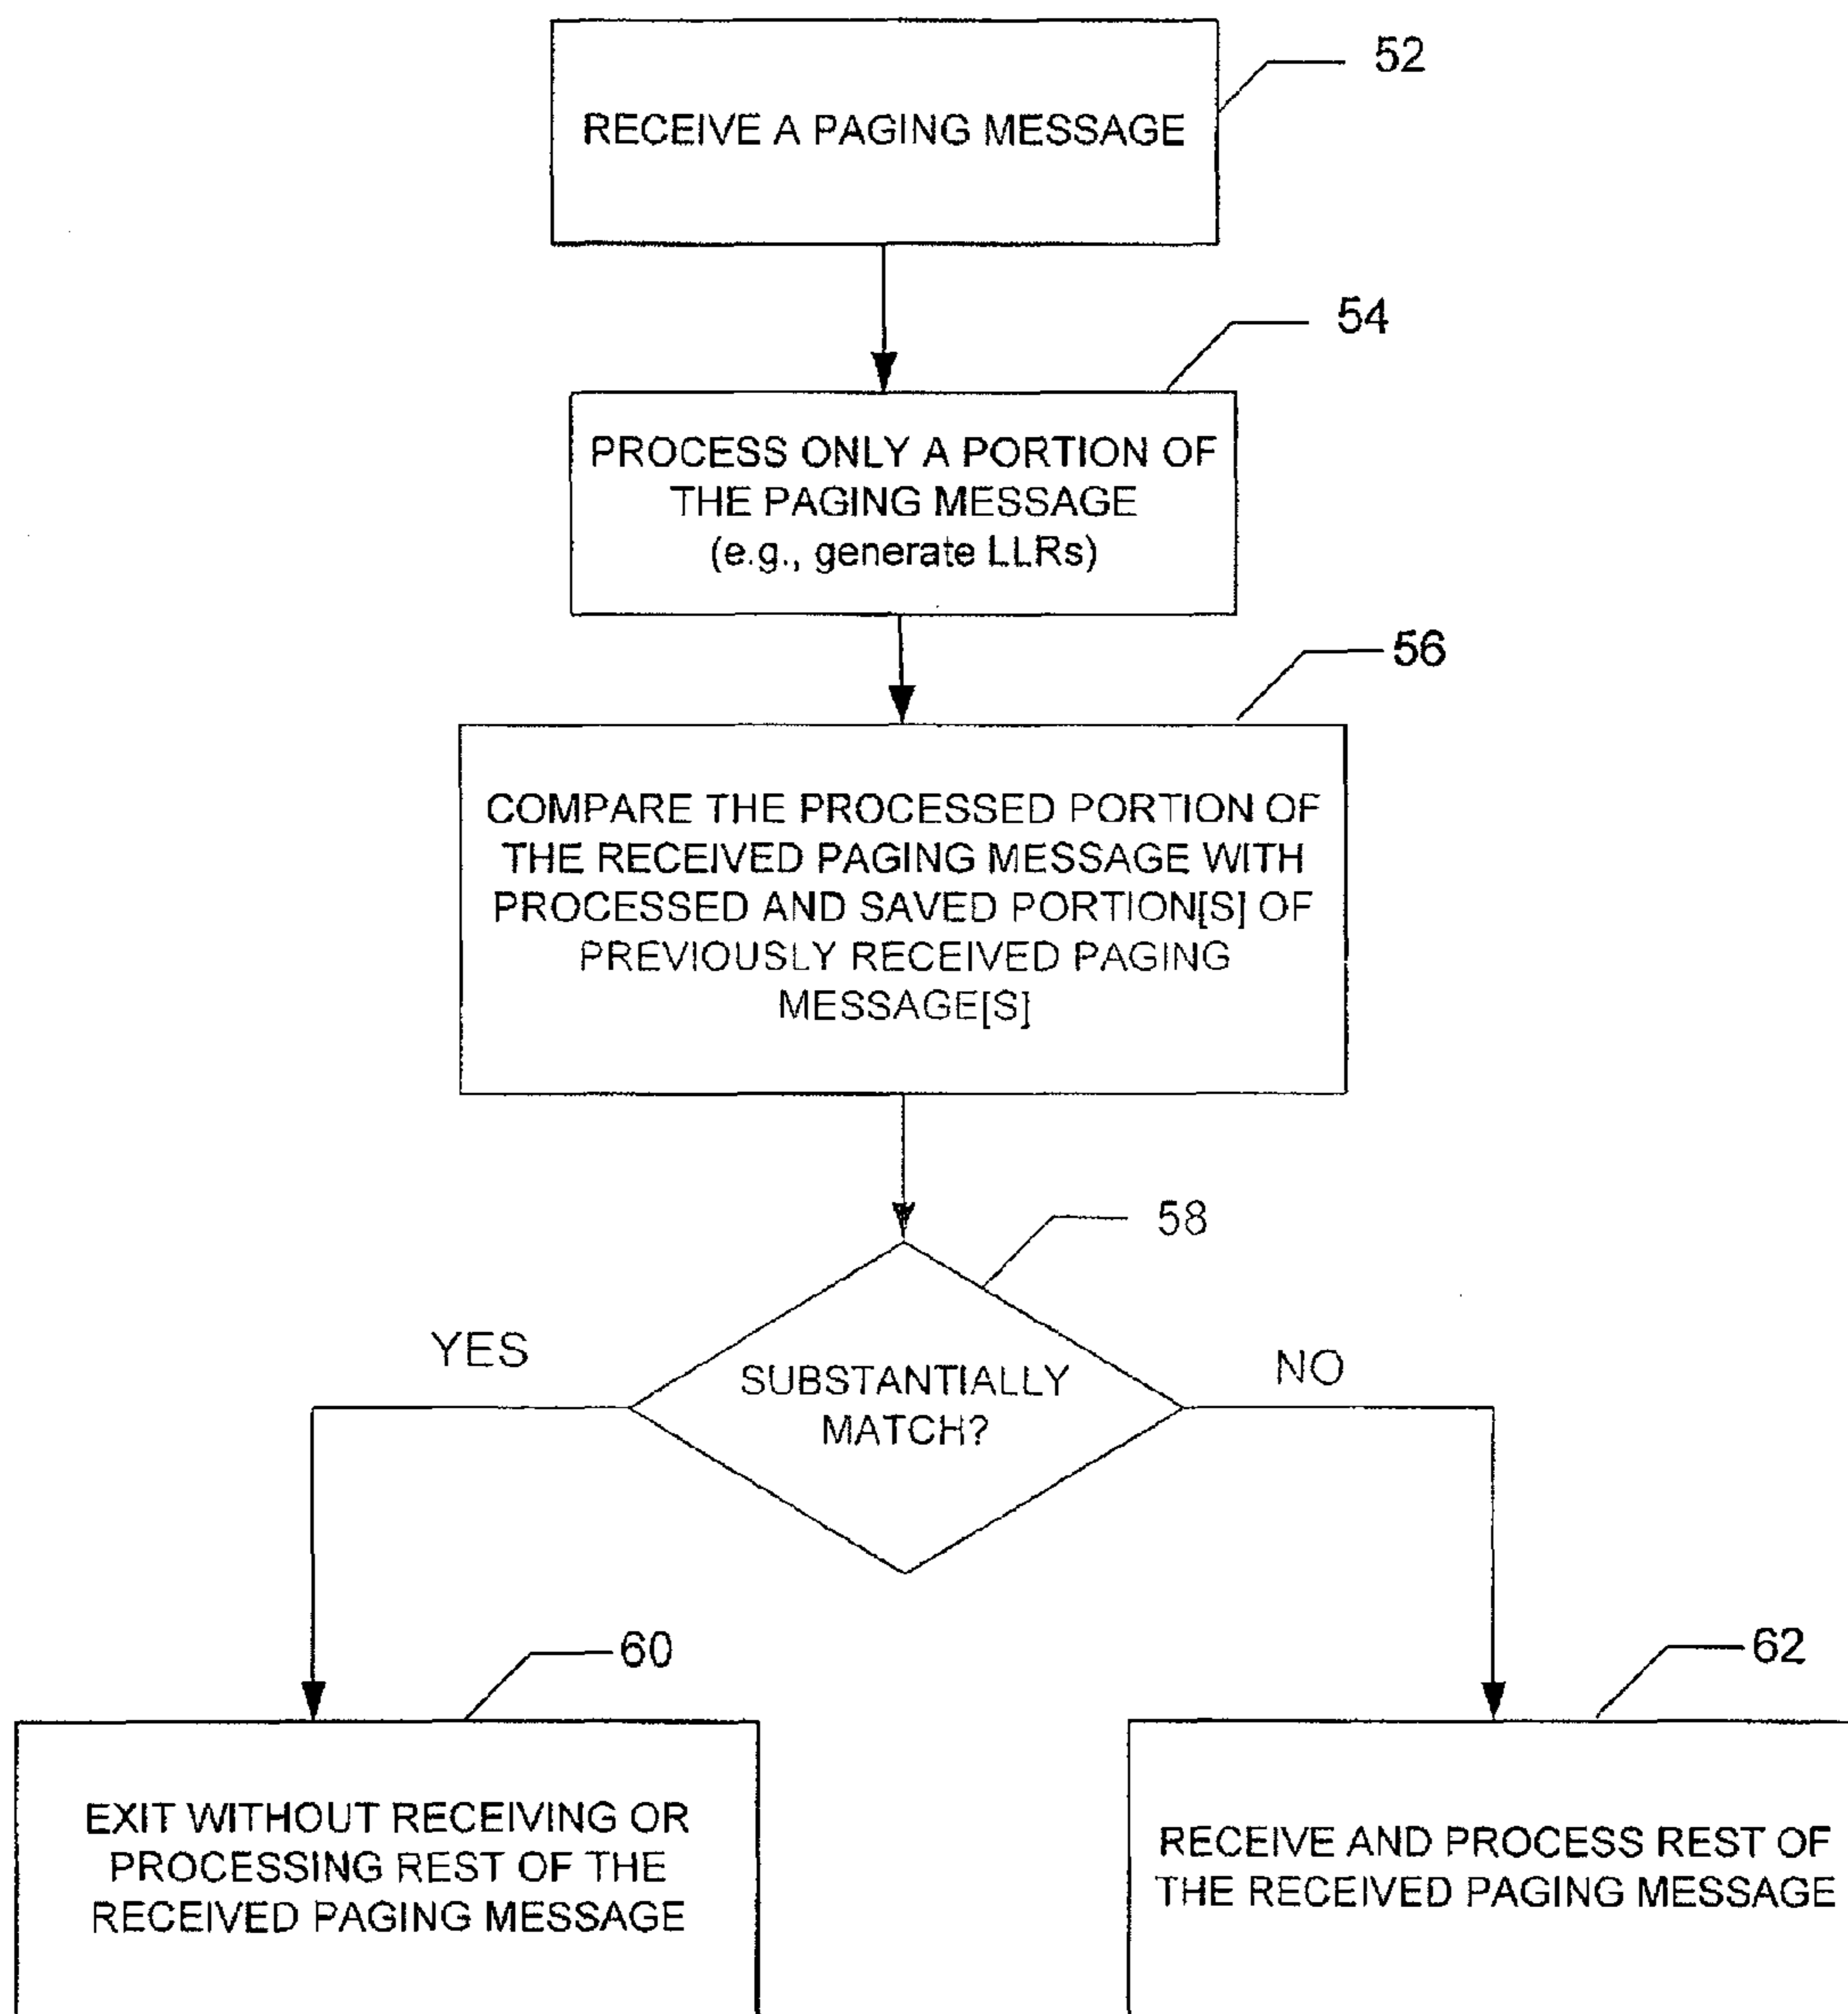 52
RECEIVE A PAGING MESSAGE
54
PROCESS ONLY A PORTION OF
THE PAGING MESSAGE
(e.g., generate LLRs)
56
COMPARE THE PROCESSED PORTION OF
THE RECEIVED PAGING MESSAGE WITH
PROCESSED AND SAVED PORTION[S] OF
PREVIOUSLY RECEIVED PAGING
MESSAGE[S]
58
YES
SUBSTANTIALLY
MATCH?
NO
60
62
EXIT WITHOUT RECEIVING OR
PROCESSING REST OF THE
RECEIVED PAGING MESSAGE
RECEIVE AND PROCESS REST OF
THE RECEIVED PAGING MESSAGE